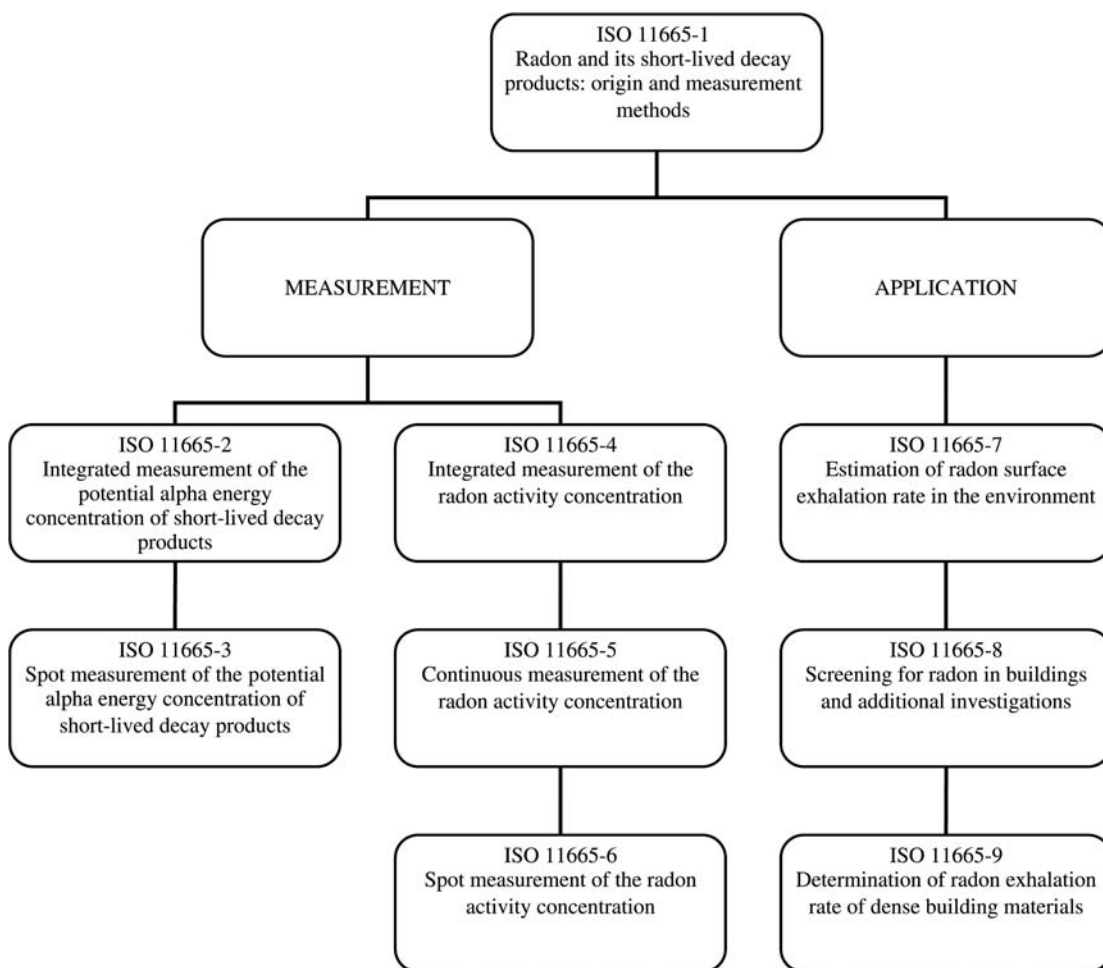 ISO 11665-1
Radon and its short-lived decay
products: origin and measurement
methods
MEASUREMENT
APPLICATION
ISO 11665-2
Integrated measurement of the
potential alpha energy
concentration of short-lived decay
products
ISO 11665-4
Integrated measurement of the
radon activity concentration
ISO 11665-7
Estimation of radon surface
exhalation rate in the environment
ISO 11665-3
Spot measurement of the potential
alpha energy concentration of
short-lived decay products
ISO 11665-5
Continuous measurement of the
radon activity concentration
ISO 11665-8
Screening for radon in buildings
and additional investigations
ISO 11665-6
Spot measurement of the radon
activity concentration
ISO 11665-9
Determination of radon exhalation
rate of dense building materials